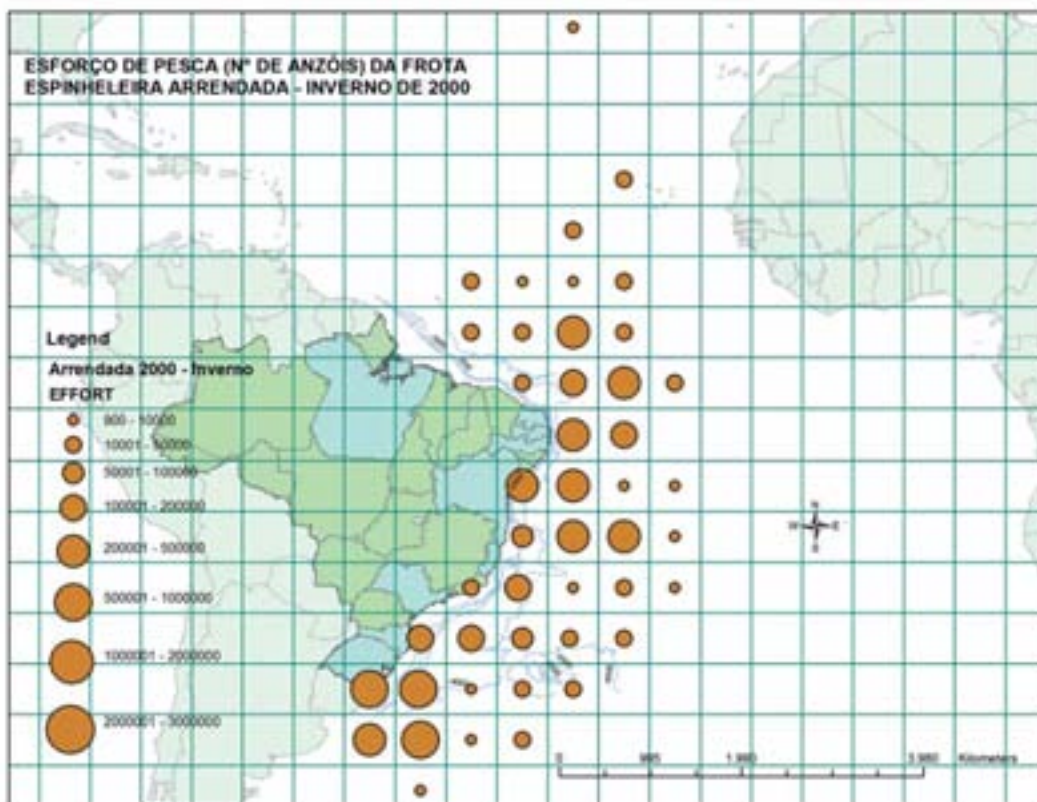 ESFORÇO DE PESCA (Nº DE ANZÓIS) DA FROTA
ESPINHELEIRA ARRENDADA - INVERNO DE 2000
Legend
Arrendada 2000 - Inverno
EFFORT
900 - 10000
10001 - 50000
50001 - 100000
100001 - 200000
200001 - 500000
500001 - 1000000
1000001 - 2000000
2000001 - 3000000
N
W E
S
0 995 1.990 3.980 Kilometers